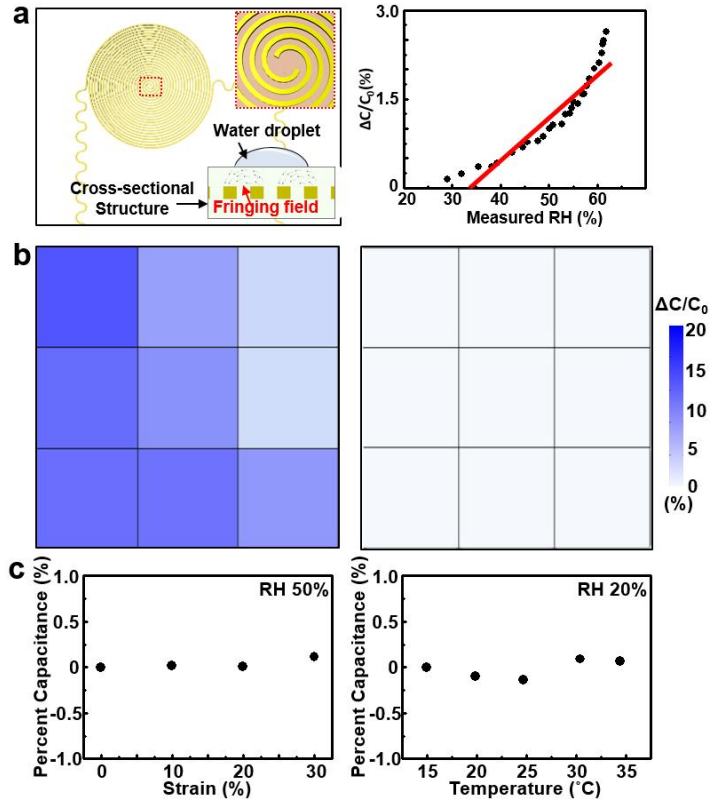 a
Water droplet
Cross-sectional
Structure
Fringing field
ΔC/C₀(%)
3.0
1.5
0
20 30 40 50 60 70
Measured RH (%)
b
ΔC/C₀
20
15
10
5
0
(%)
c
Percent Capacitance (%)
1.0
0.5
0
-0.5
-1.0
RH 50%
0 10 20 30
Strain (%)
Percent Capacitance (%)
1.0
0.5
0
-0.5
-1.0
RH 20%
15 20 25 30 35
Temperature (˚C)